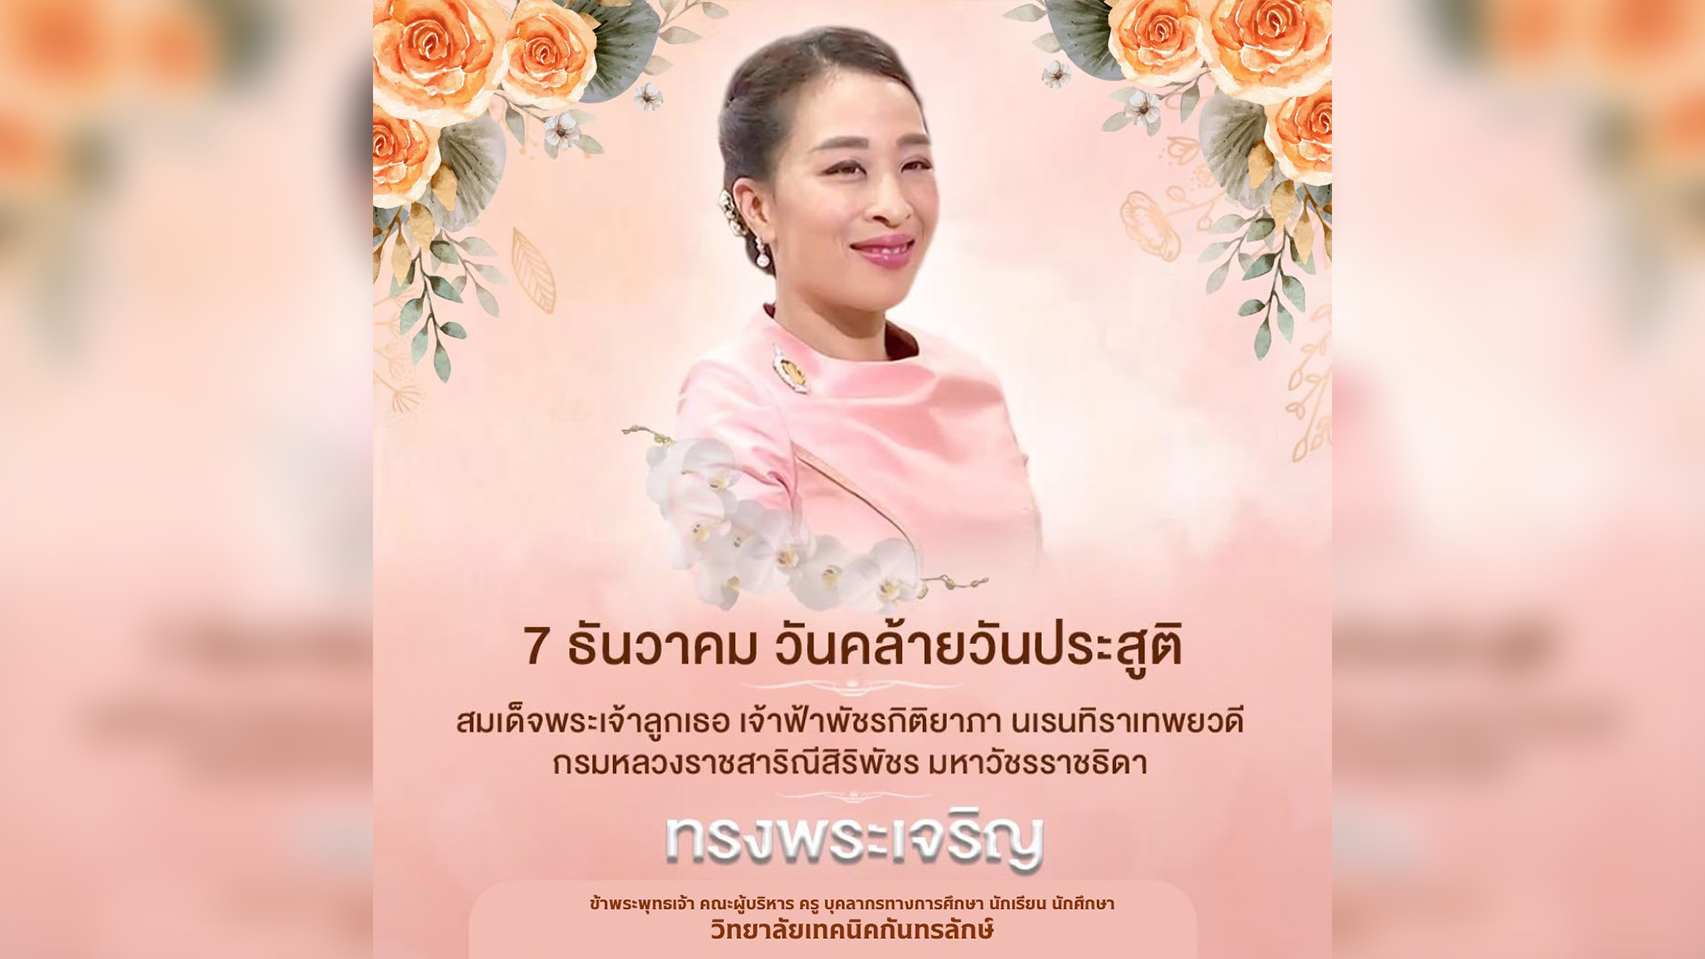 7 ธันวาคม วันคล้ายวันประสูติ
สมเด็จพระเจ้าลูกเธอ เจ้าฟ้าพัชรกิติยาภา นเรนทิราเทพยวดี
กรมหลวงราชสาริณีสิริพัชร มหาวัชรราชธิดา
ทรงพระเจริญ
ข้าพระพุทธเจ้า คณะผู้บริหาร ครู บุคลากรทางการศึกษา นักเรียน นักศึกษา
วิทยาลัยเทคนิคกันทรลักษ์